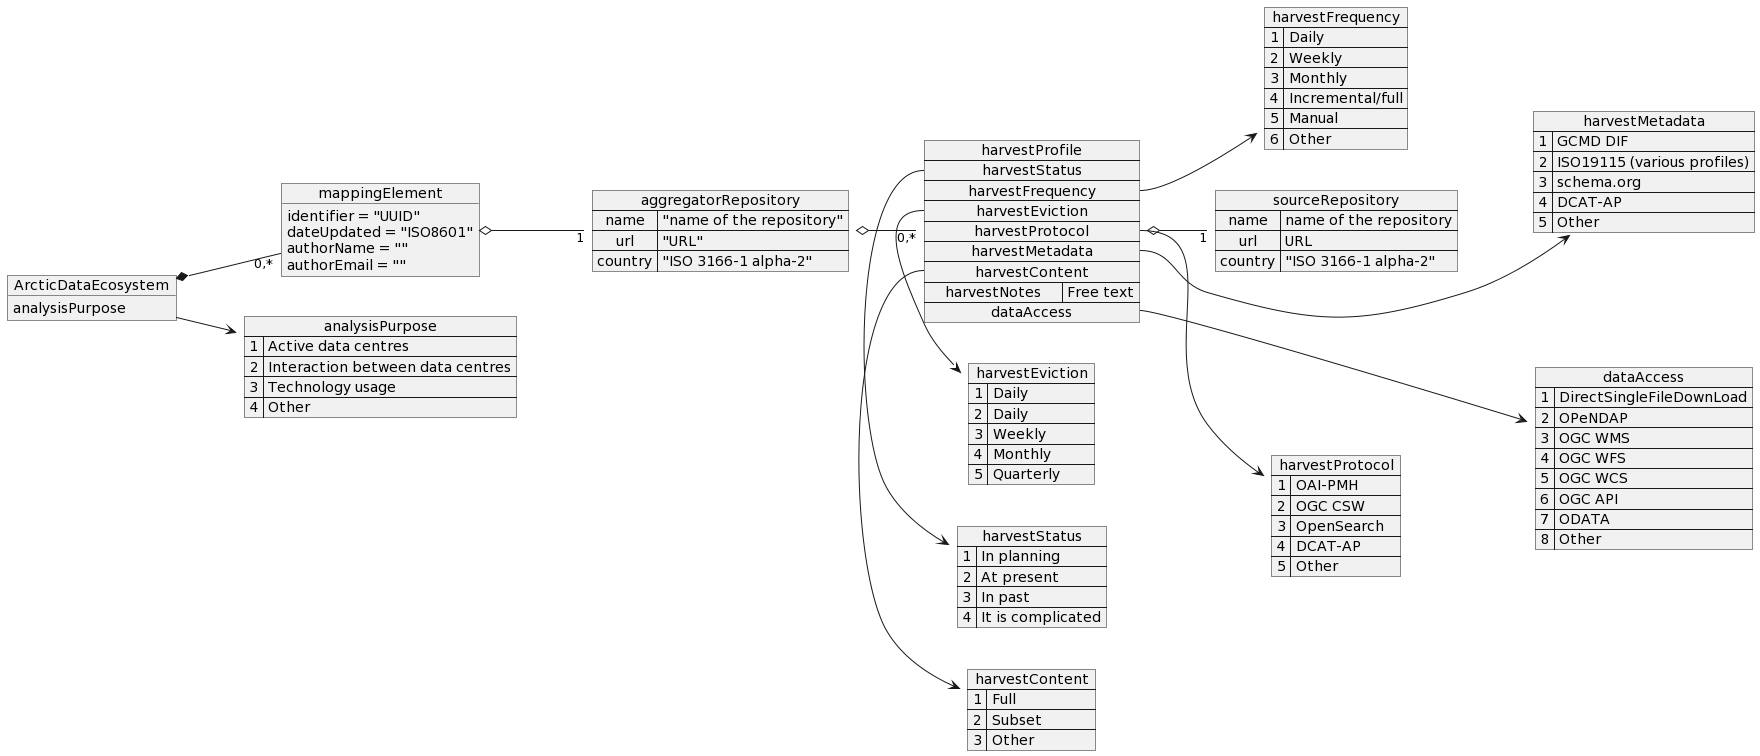 ArcticDataEcosystem
analysisPurpose
0,*
mappingElement
identifier = "UUID"
dateUpdated = "ISO8601"
authorName = ""
authorEmail = ""
analysisPurpose
1 Active data centres
2 Interaction between data centres
3 Technology usage
4 Other
1
aggregatorRepository
name "name of the repository"
url "URL"
country "ISO 3166-1 alpha-2"
0,*
harvestProfile
harvestStatus
harvestFrequency
harvestEviction
harvestProtocol
harvestMetadata
harvestContent
harvestNotes Free text
dataAccess
harvestEviction
1 Daily
2 Daily
3 Weekly
4 Monthly
5 Quarterly
harvestStatus
1 In planning
2 At present
3 In past
4 It is complicated
harvestContent
1 Full
2 Subset
3 Other
harvestFrequency
1 Daily
2 Weekly
3 Monthly
4 Incremental/full
5 Manual
6 Other
1
sourceRepository
name name of the repository
url URL
country "ISO 3166-1 alpha-2"
harvestProtocol
1 OAI-PMH
2 OGC CSW
3 OpenSearch
4 DCAT-AP
5 Other
harvestMetadata
1 GCMD DIF
2 ISO19115 (various profiles)
3 schema.org
4 DCAT-AP
5 Other
dataAccess
1 DirectSingleFileDownLoad
2 OPeNDAP
3 OGC WMS
4 OGC WFS
5 OGC WCS
6 OGC API
7 ODATA
8 Other